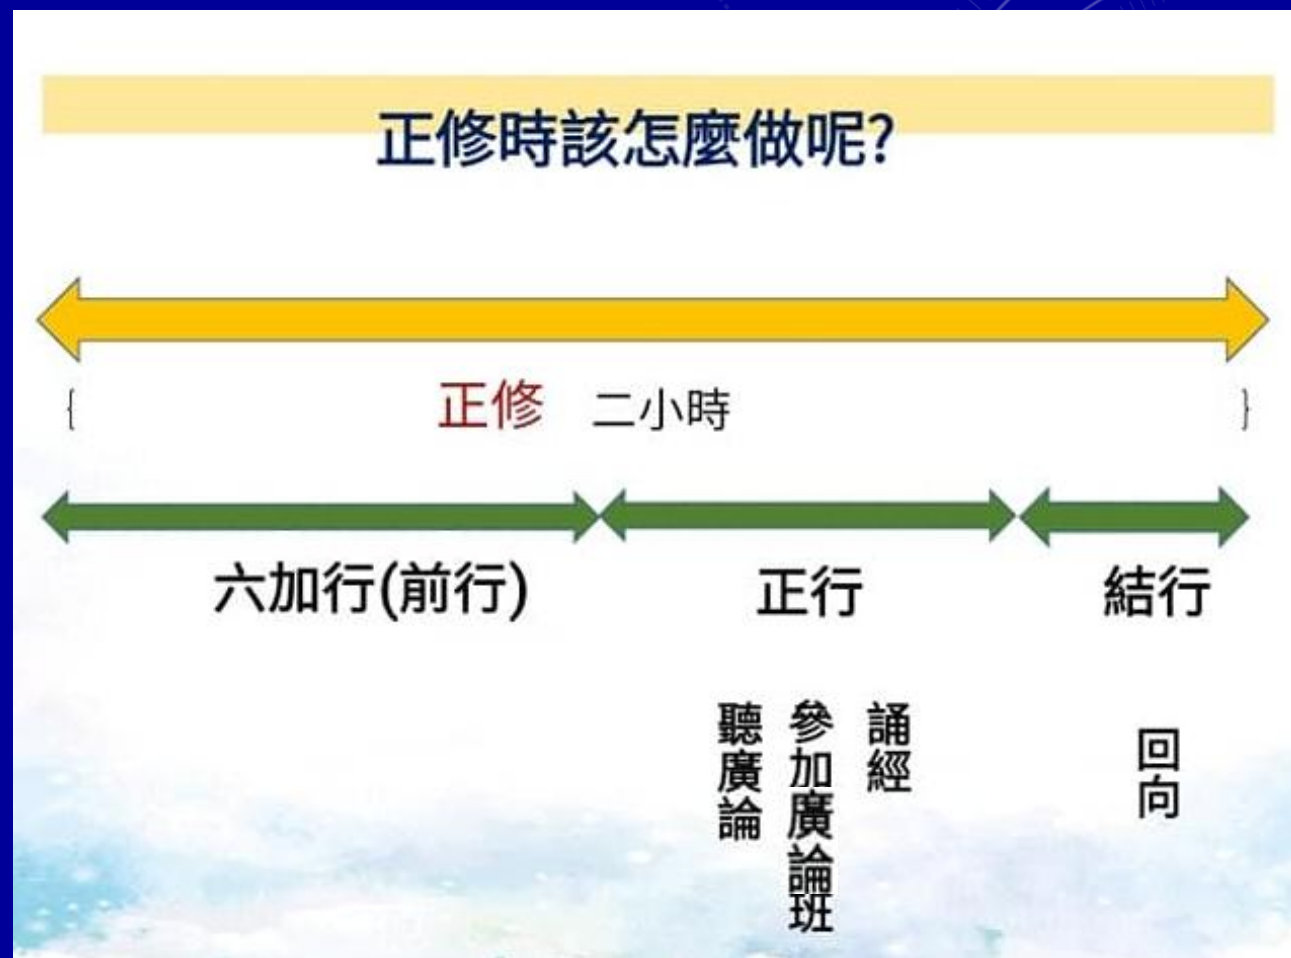 正修時該怎麼做呢?
{ 正修 二小時 }
六加行(前行) 正行 結行
誦經
參加廣論班
聽廣論
回向